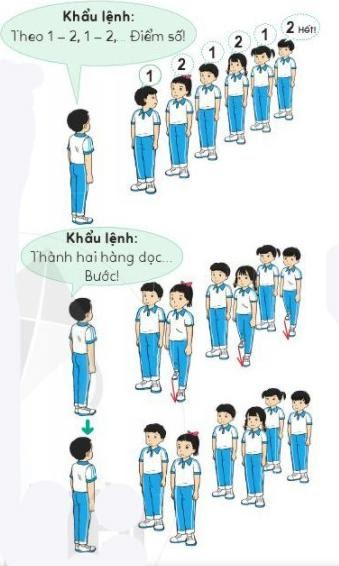 Khẩu lệnh:
Theo 1 – 2, 1 – 2,... Điểm số!
1
2
1
2
1
2 Hết!
Khẩu lệnh:
Thành hai hàng dọc...
Bước!